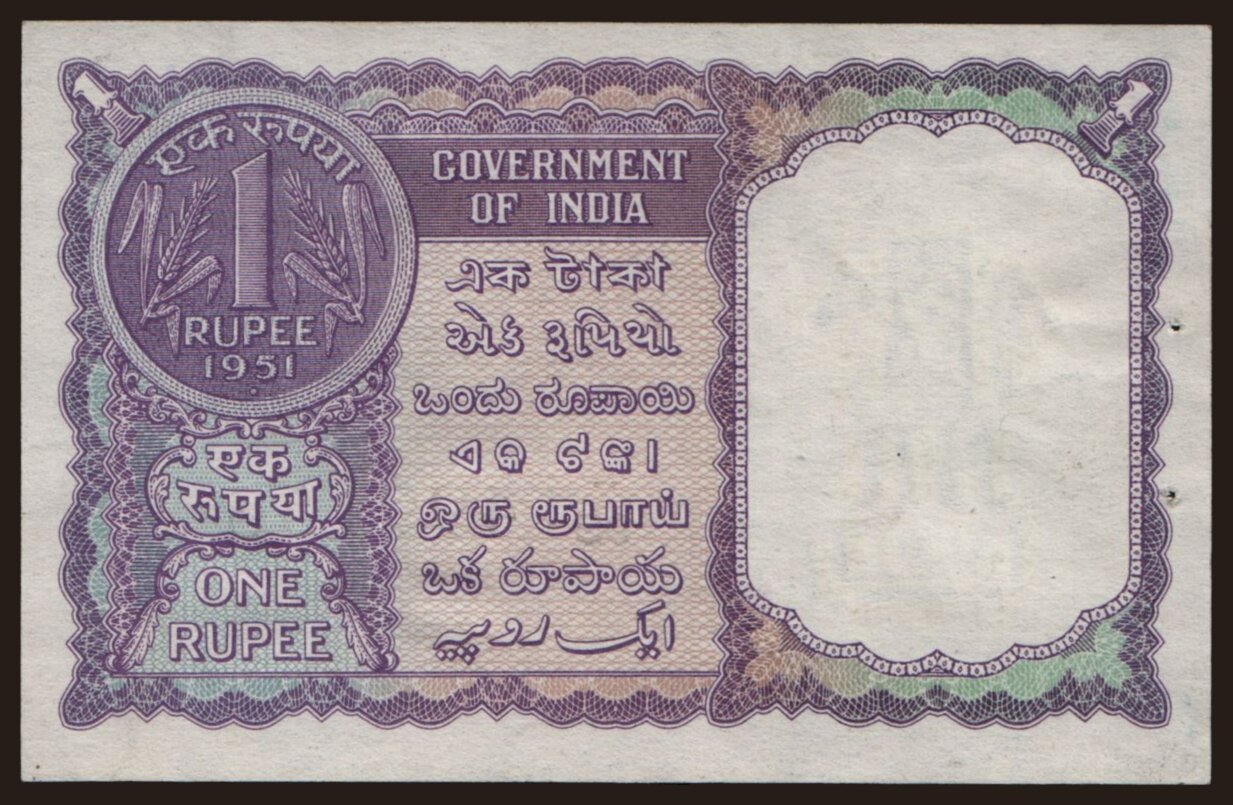 एक रुपया
1
RUPEE
1951
एक
रुपया
ONE
RUPEE
GOVERNMENT
OF INDIA
এক টাকা
એક રૂપિયો
ಒಂದು ರೂಪಾಯಿ
ଏକ ଟଙ୍କା
ஒரு ரூபாய்
ఒక రూపాయ
ایک روپیہ